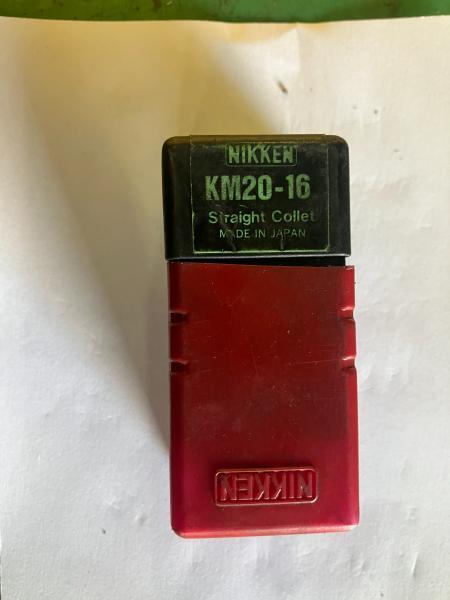 NIKKEN
KM20-16
Straight Collet
MADE IN JAPAN
NIKKEN